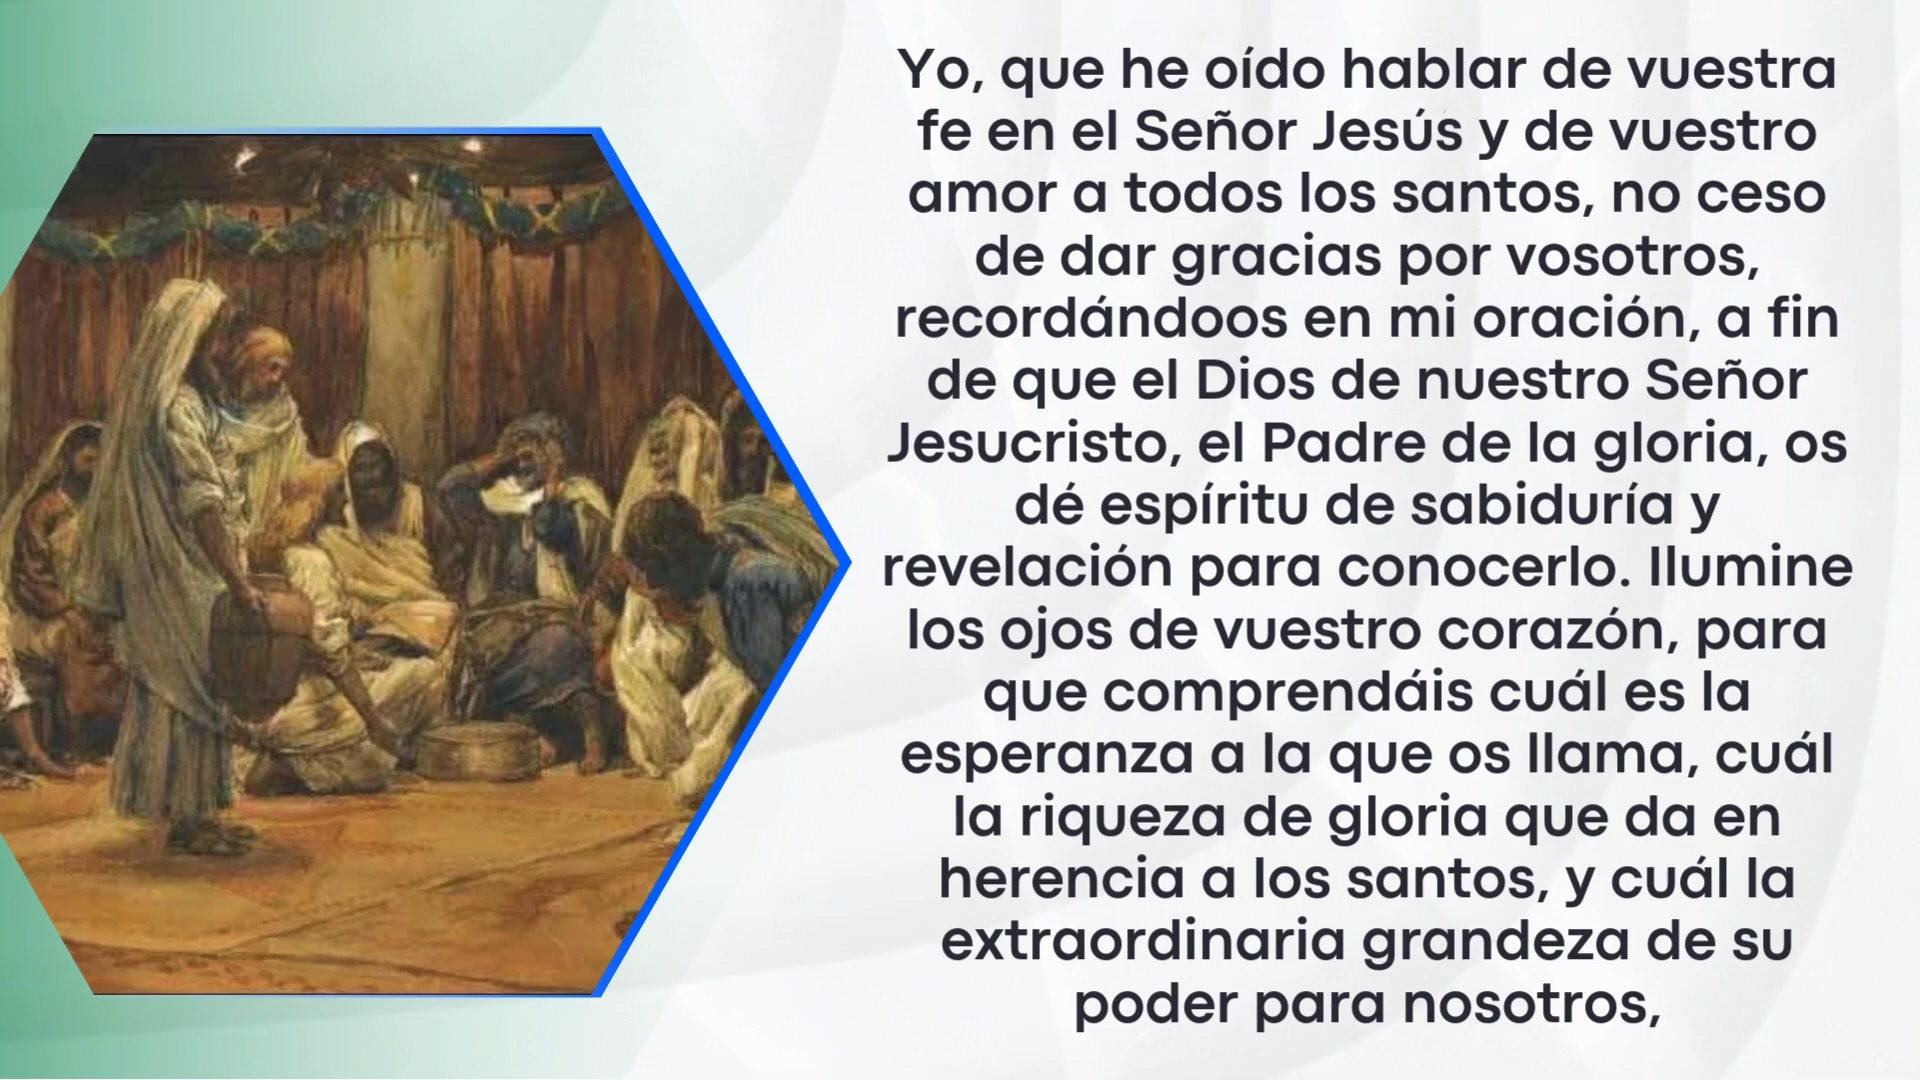 Yo, que he oído hablar de vuestra
fe en el Señor Jesús y de vuestro
amor a todos los santos, no ceso
de dar gracias por vosotros,
recordándoos en mi oración, a fin
de que el Dios de nuestro Señor
Jesucristo, el Padre de la gloria, os
dé espíritu de sabiduría y
revelación para conocerlo. Ilumine
los ojos de vuestro corazón, para
que comprendáis cuál es la
esperanza a la que os llama, cuál
la riqueza de gloria que da en
herencia a los santos, y cuál la
extraordinaria grandeza de su
poder para nosotros,